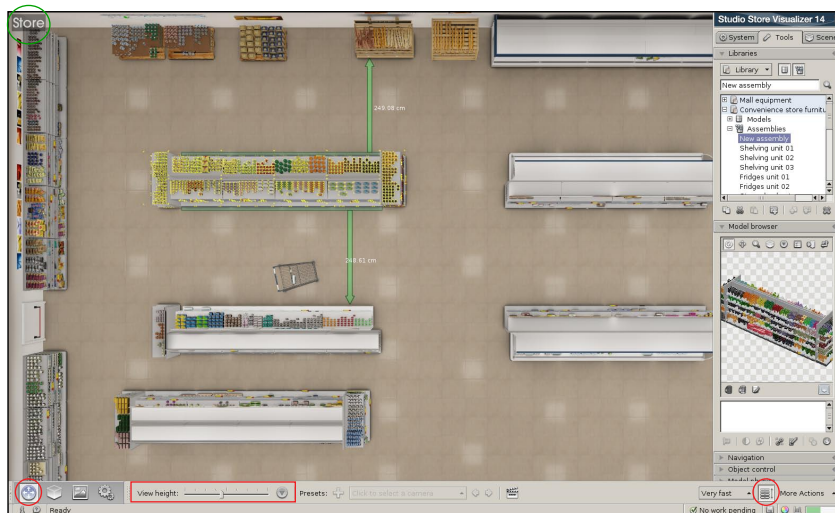 Store
Studio Store Visualizer 14
System Tools Scene
Libraries
Library
New assembly
Mall equipment
Convenience store furnitu
Models
Assemblies
New assembly
Shelving unit 01
Shelving unit 02
Shelving unit 03
Fridges unit 01
Fridges unit 02
249.08 cm
248.61 cm
Model browser
Navigation
Object control
View height:
Presets:
Click to select a camera
Very fast
More Actions
Ready
No work pending